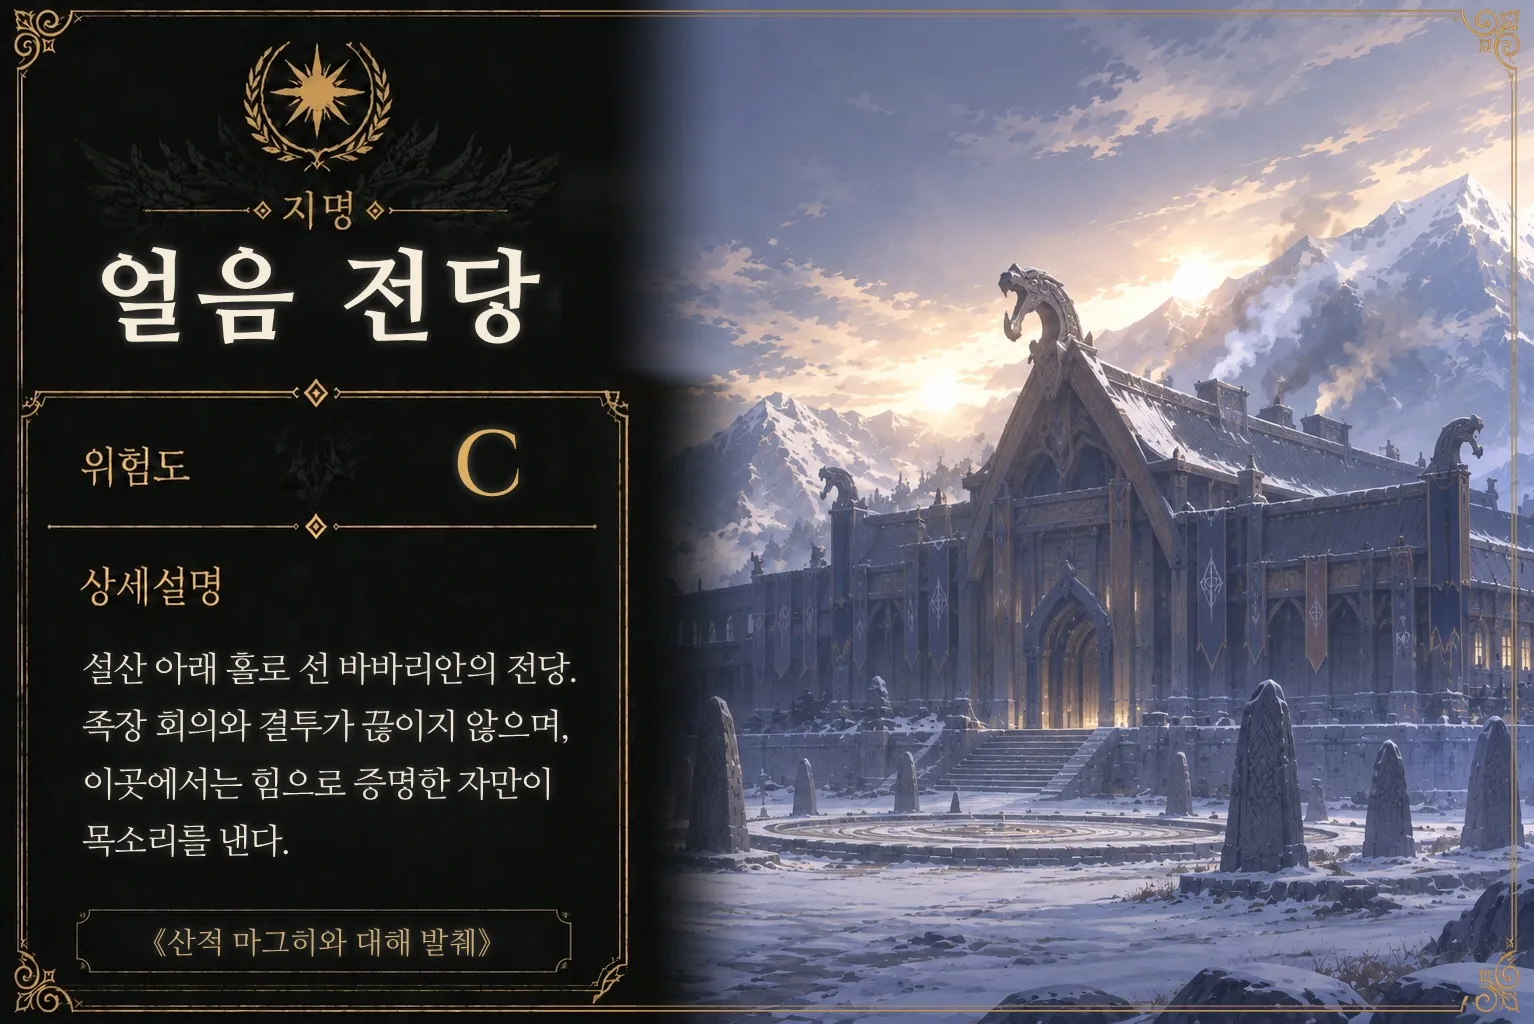 지명
얼음 전당
위험도
C
상세설명
설산 아래 홀로 선 바바리안의 전당.
족장 회의와 결투가 끊이지 않으며,
이곳에서는 힘으로 증명한 자만이
목소리를 낸다.
《산적 마그히와 대해 발췌》